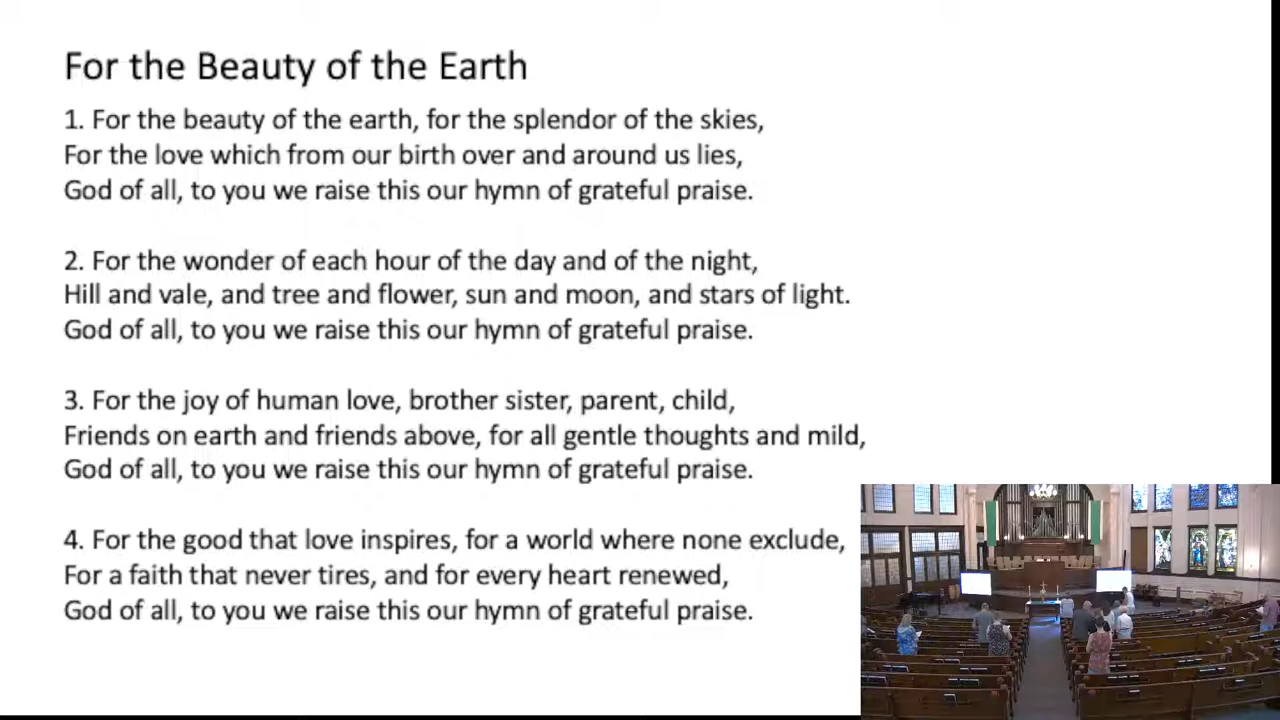 For the Beauty of the Earth
1. For the beauty of the earth, for the splendor of the skies,
For the love which from our birth over and around us lies,
God of all, to you we raise this our hymn of grateful praise.
2. For the wonder of each hour of the day and of the night,
Hill and vale, and tree and flower, sun and moon, and stars of light.
God of all, to you we raise this our hymn of grateful praise.
3. For the joy of human love, brother sister, parent, child,
Friends on earth and friends above, for all gentle thoughts and mild,
God of all, to you we raise this our hymn of grateful praise.
4. For the good that love inspires, for a world where none exclude,
For a faith that never tires, and for every heart renewed,
God of all, to you we raise this our hymn of grateful praise.